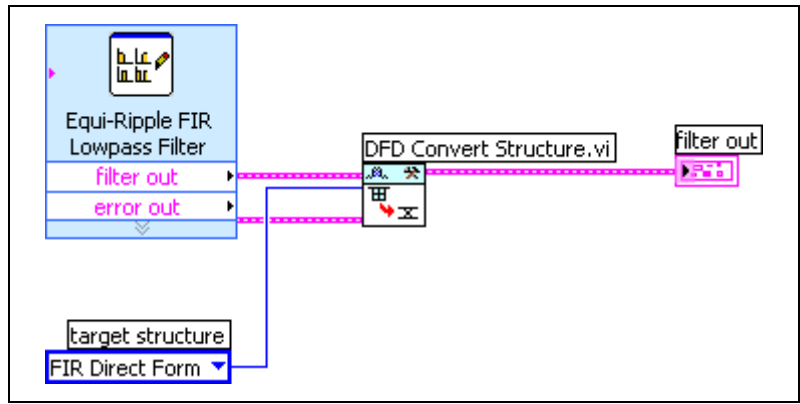 Equi-Ripple FIR
Lowpass Filter
filter out
error out
DFD Convert Structure.vi
filter out
target structure
FIR Direct Form